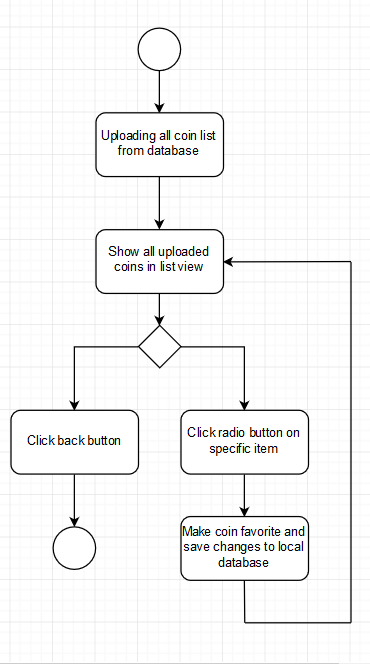 Uploading all coin list
from database
Show all uploaded
coins in list view
Click back button
Click radio button on
specific item
Make coin favorite and
save changes to local
database